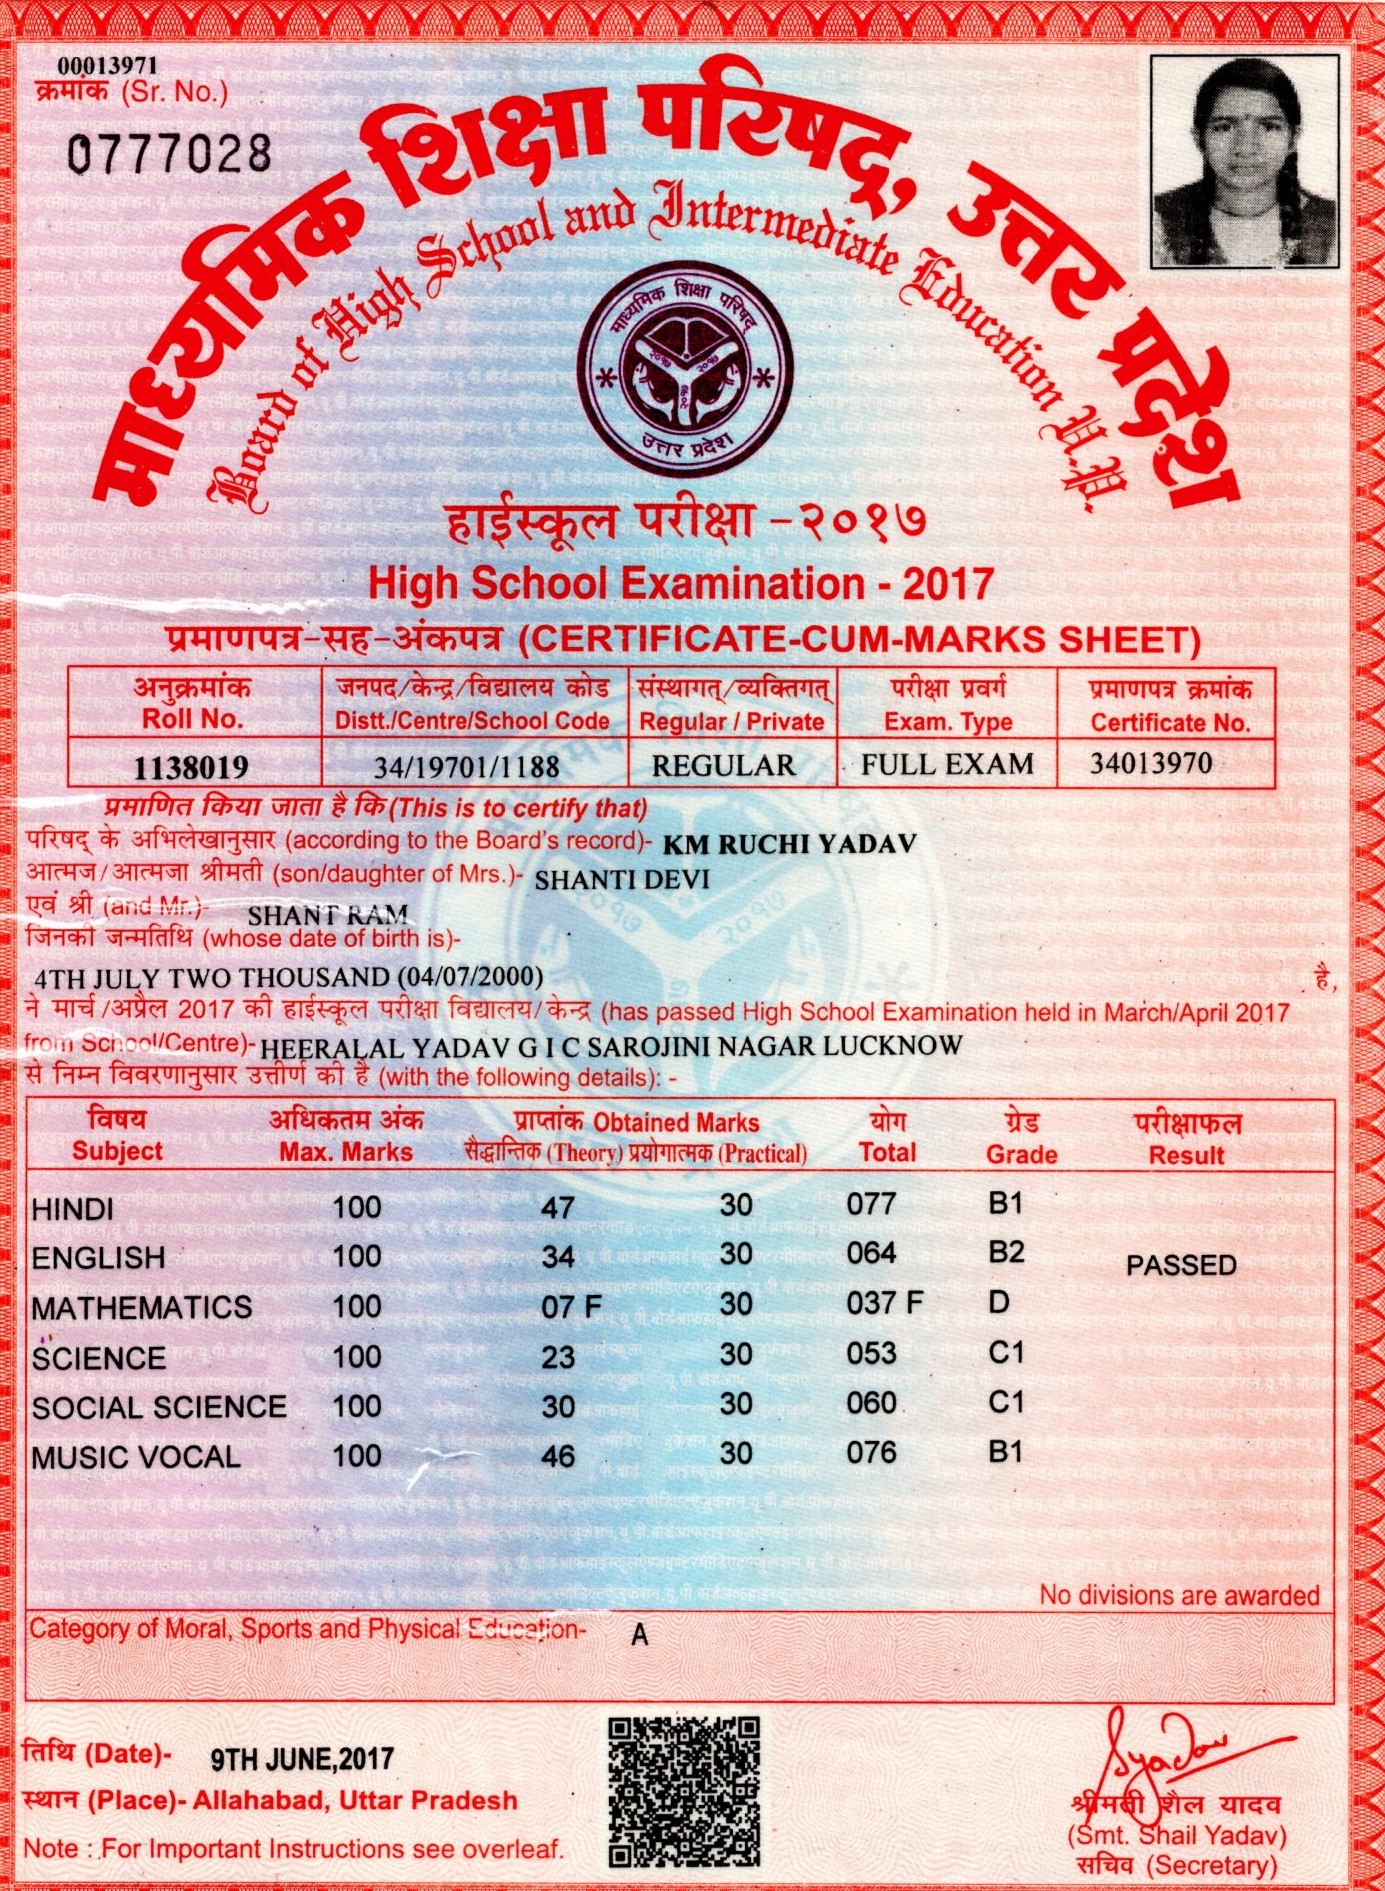 00013971
क्रमांक (Sr. No.)
0777028
माध्यमिक शिक्षा परिषद्, उत्तर प्रदेश
Board of High School and Intermediate Education U.P.
माध्यमिक शिक्षा परिषद्
२०१७ २०१७
२०१७
उत्तर प्रदेश
हाईस्कूल परीक्षा -२०१७
High School Examination - 2017
प्रमाणपत्र-सह-अंकपत्र (CERTIFICATE-CUM-MARKS SHEET)
अनुक्रमांक जनपद/केन्द्र/विद्यालय कोड संस्थागत्/व्यक्तिगत् परीक्षा प्रवर्ग प्रमाणपत्र क्रमांक
Roll No. Distt./Centre/School Code Regular / Private Exam. Type Certificate No.
1138019 34/19701/1188 REGULAR FULL EXAM 34013970
प्रमाणित किया जाता है कि (This is to certify that)
परिषद् के अभिलेखानुसार (according to the Board's record)- KM RUCHI YADAV
आत्मज/आत्मजा श्रीमती (son/daughter of Mrs.)- SHANTI DEVI
एवं श्री (and Mr.)- SHANT RAM
जिनकी जन्मतिथि (whose date of birth is)-
4TH JULY TWO THOUSAND (04/07/2000) है,
ने मार्च/अप्रैल 2017 की हाईस्कूल परीक्षा विद्यालय/केन्द्र (has passed High School Examination held in March/April 2017
from School/Centre)- HEERALAL YADAV G I C SAROJINI NAGAR LUCKNOW
से निम्न विवरणानुसार उत्तीर्ण की है (with the following details): -
विषय अधिकतम अंक प्राप्तांक Obtained Marks योग ग्रेड परीक्षाफल
Subject Max. Marks सैद्धान्तिक (Theory) प्रयोगात्मक (Practical) Total Grade Result
HINDI 100 47 30 077 B1
ENGLISH 100 34 30 064 B2 PASSED
MATHEMATICS 100 07 F 30 037 F D
SCIENCE 100 23 30 053 C1
SOCIAL SCIENCE 100 30 30 060 C1
MUSIC VOCAL 100 46 30 076 B1
No divisions are awarded
Category of Moral, Sports and Physical Education- A
तिथि (Date)- 9TH JUNE,2017
स्थान (Place)- Allahabad, Uttar Pradesh
Note : For Important Instructions see overleaf.
Syadav
श्रीमती शैल यादव
(Smt. Shail Yadav)
सचिव (Secretary)